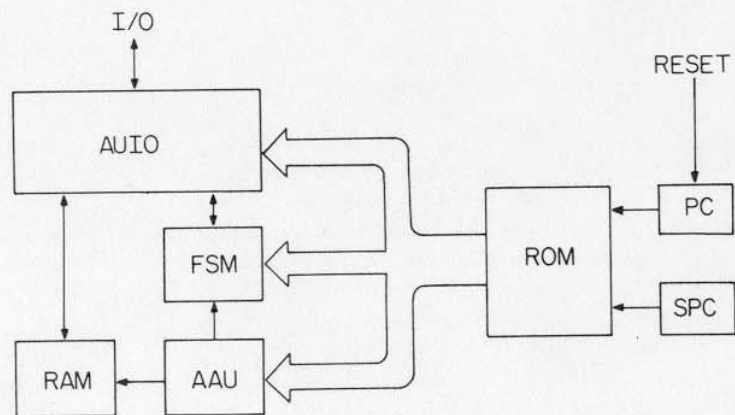 I/O
RESET
AUIO
PC
FSM
ROM
SPC
RAM
AAU